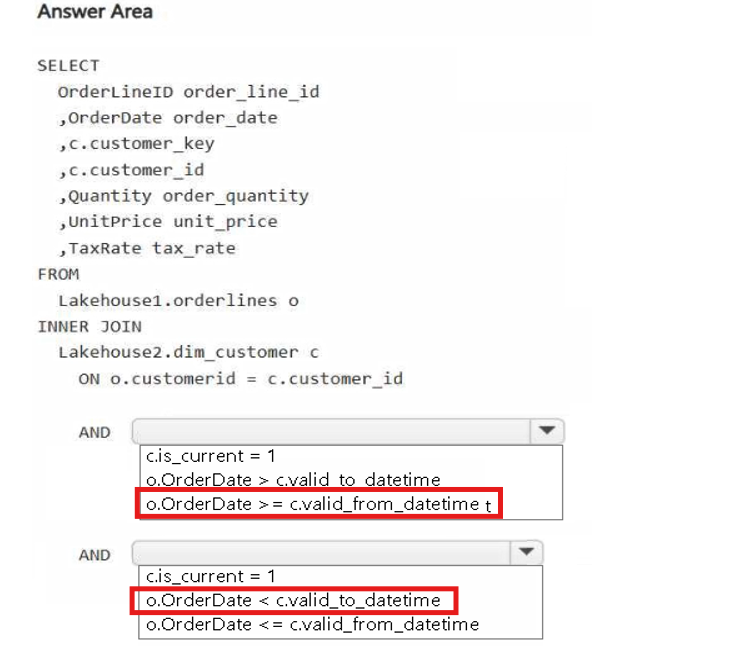 Answer Area
SELECT
OrderLineID order_line_id
,OrderDate order_date
,c.customer_key
,c.customer_id
,Quantity order_quantity
,UnitPrice unit_price
,TaxRate tax_rate
FROM
Lakehouse1.orderlines o
INNER JOIN
Lakehouse2.dim_customer c
ON o.customerid = c.customer_id
AND
c.is_current = 1
o.OrderDate > c.valid_to_datetime
o.OrderDate >= c.valid_from_datetime t
AND
c.is_current = 1
o.OrderDate < c.valid_to_datetime
o.OrderDate <= c.valid_from_datetime